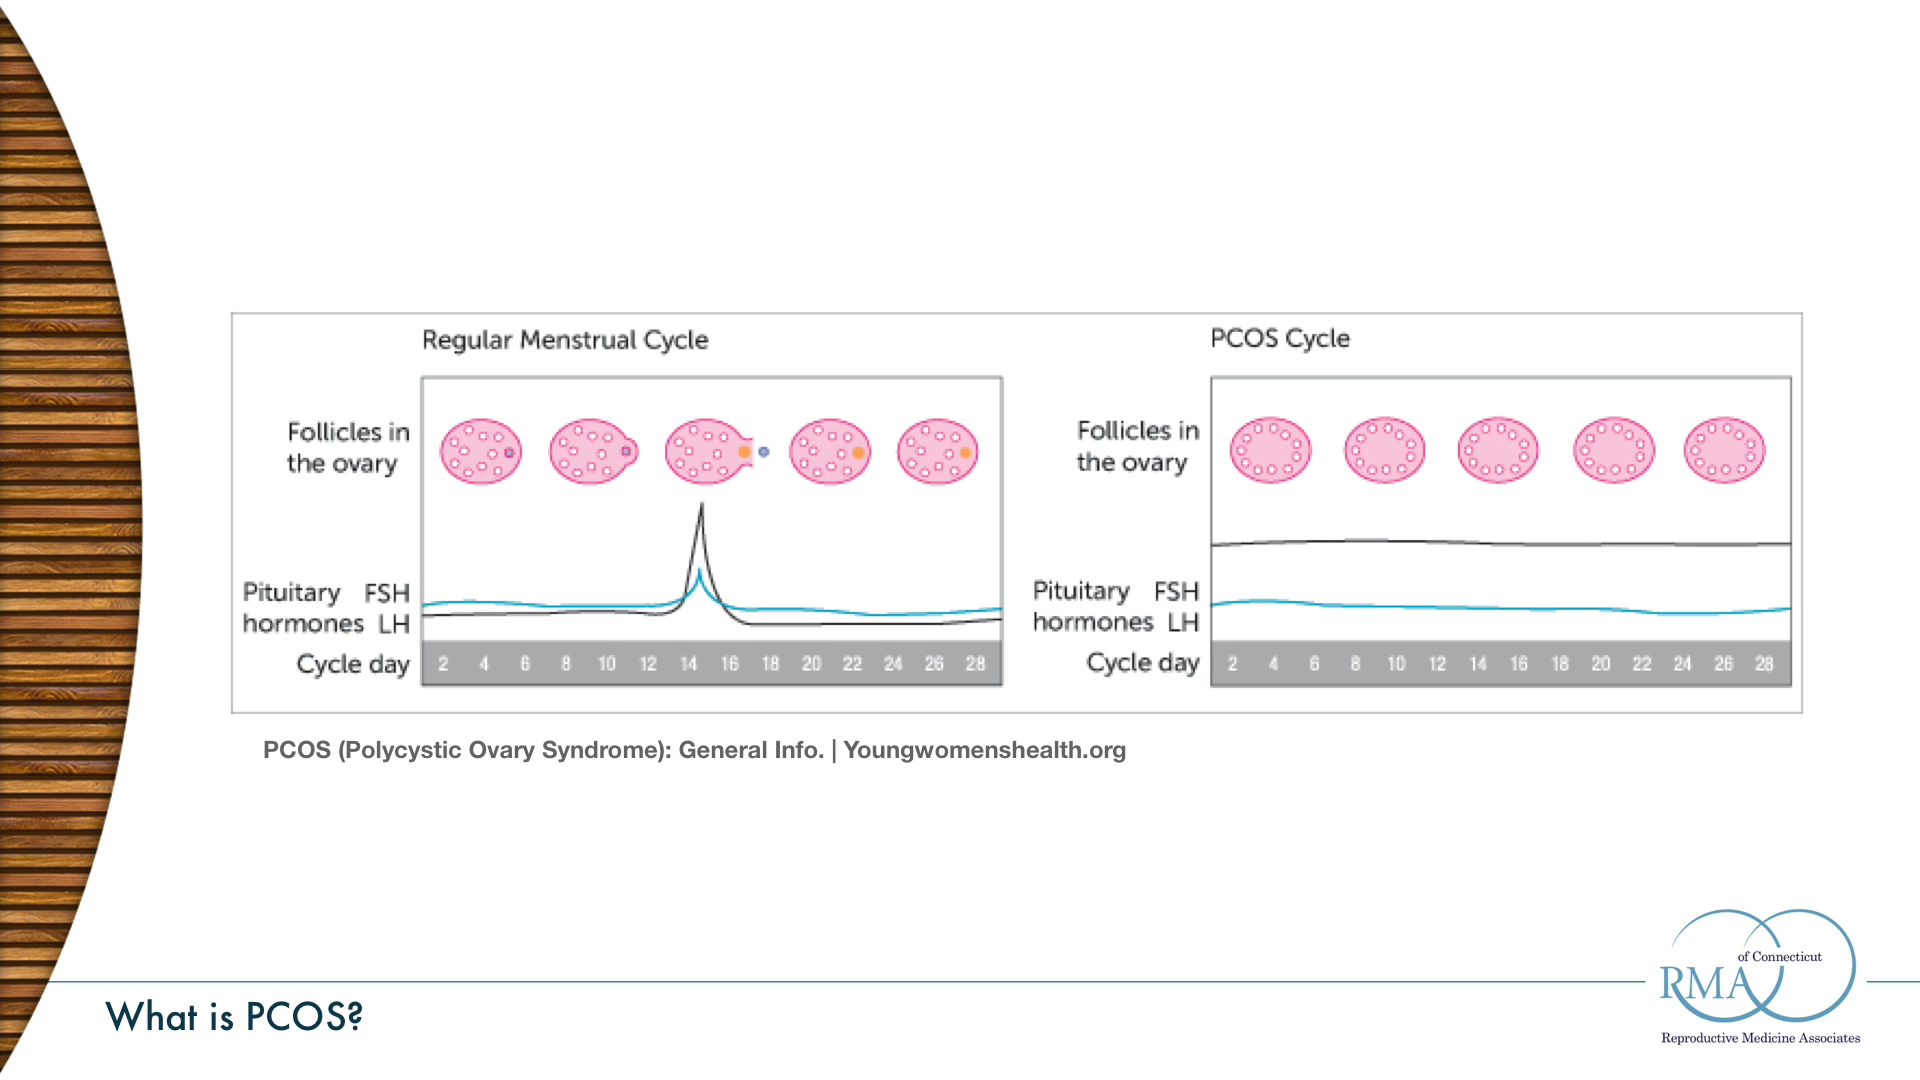 Regular Menstrual Cycle
Follicles in
the ovary
Pituitary FSH
hormones LH
Cycle day 2 4 6 8 10 12 14 16 18 20 22 24 26 28
PCOS Cycle
Follicles in
the ovary
Pituitary FSH
hormones LH
Cycle day 2 4 6 8 10 12 14 16 18 20 22 24 26 28
PCOS (Polycystic Ovary Syndrome): General Info. | Youngwomenshealth.org
What is PCOS?
of Connecticut
RMA
Reproductive Medicine Associates